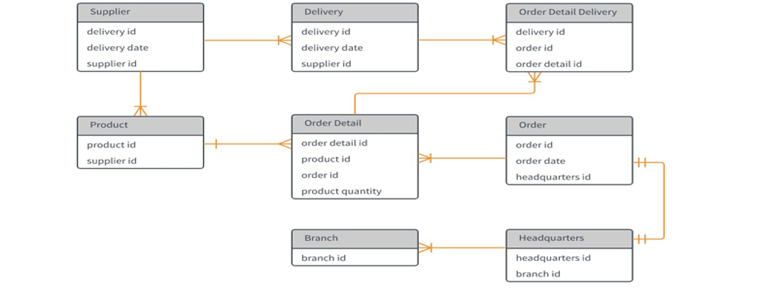 Supplier
delivery id
delivery date
supplier id
Delivery
delivery id
delivery date
supplier id
Order Detail Delivery
delivery id
order id
order detail id
Product
product id
supplier id
Order Detail
order detail id
product id
order id
product quantity
Order
order id
order date
headquarters id
Branch
branch id
Headquarters
headquarters id
branch id